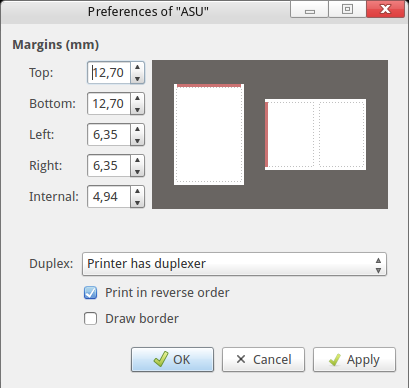 Preferences of "ASU"
Margins (mm)
Top: 12,70
Bottom: 12,70
Left: 6,35
Right: 6,35
Internal: 4,94
Duplex: Printer has duplexer
Print in reverse order
Draw border
OK Cancel Apply